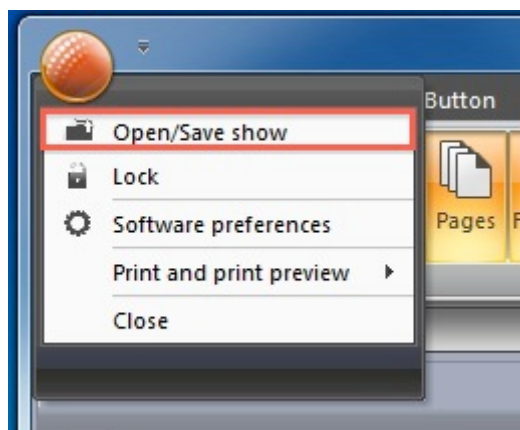 Button
Open/Save show
Lock
Pages
Software preferences
Print and print preview
Close